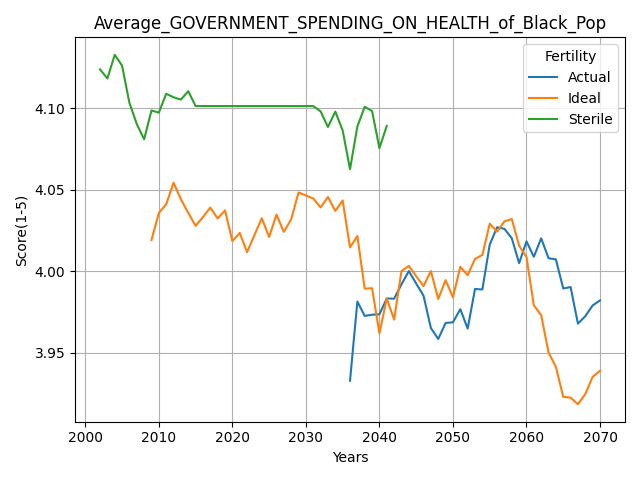 Average_GOVERNMENT_SPENDING_ON_HEALTH_of_Black_Pop
Fertility
Actual
Ideal
Sterile
Score(1-5)
4.10
4.05
4.00
3.95
2000 2010 2020 2030 2040 2050 2060 2070
Years